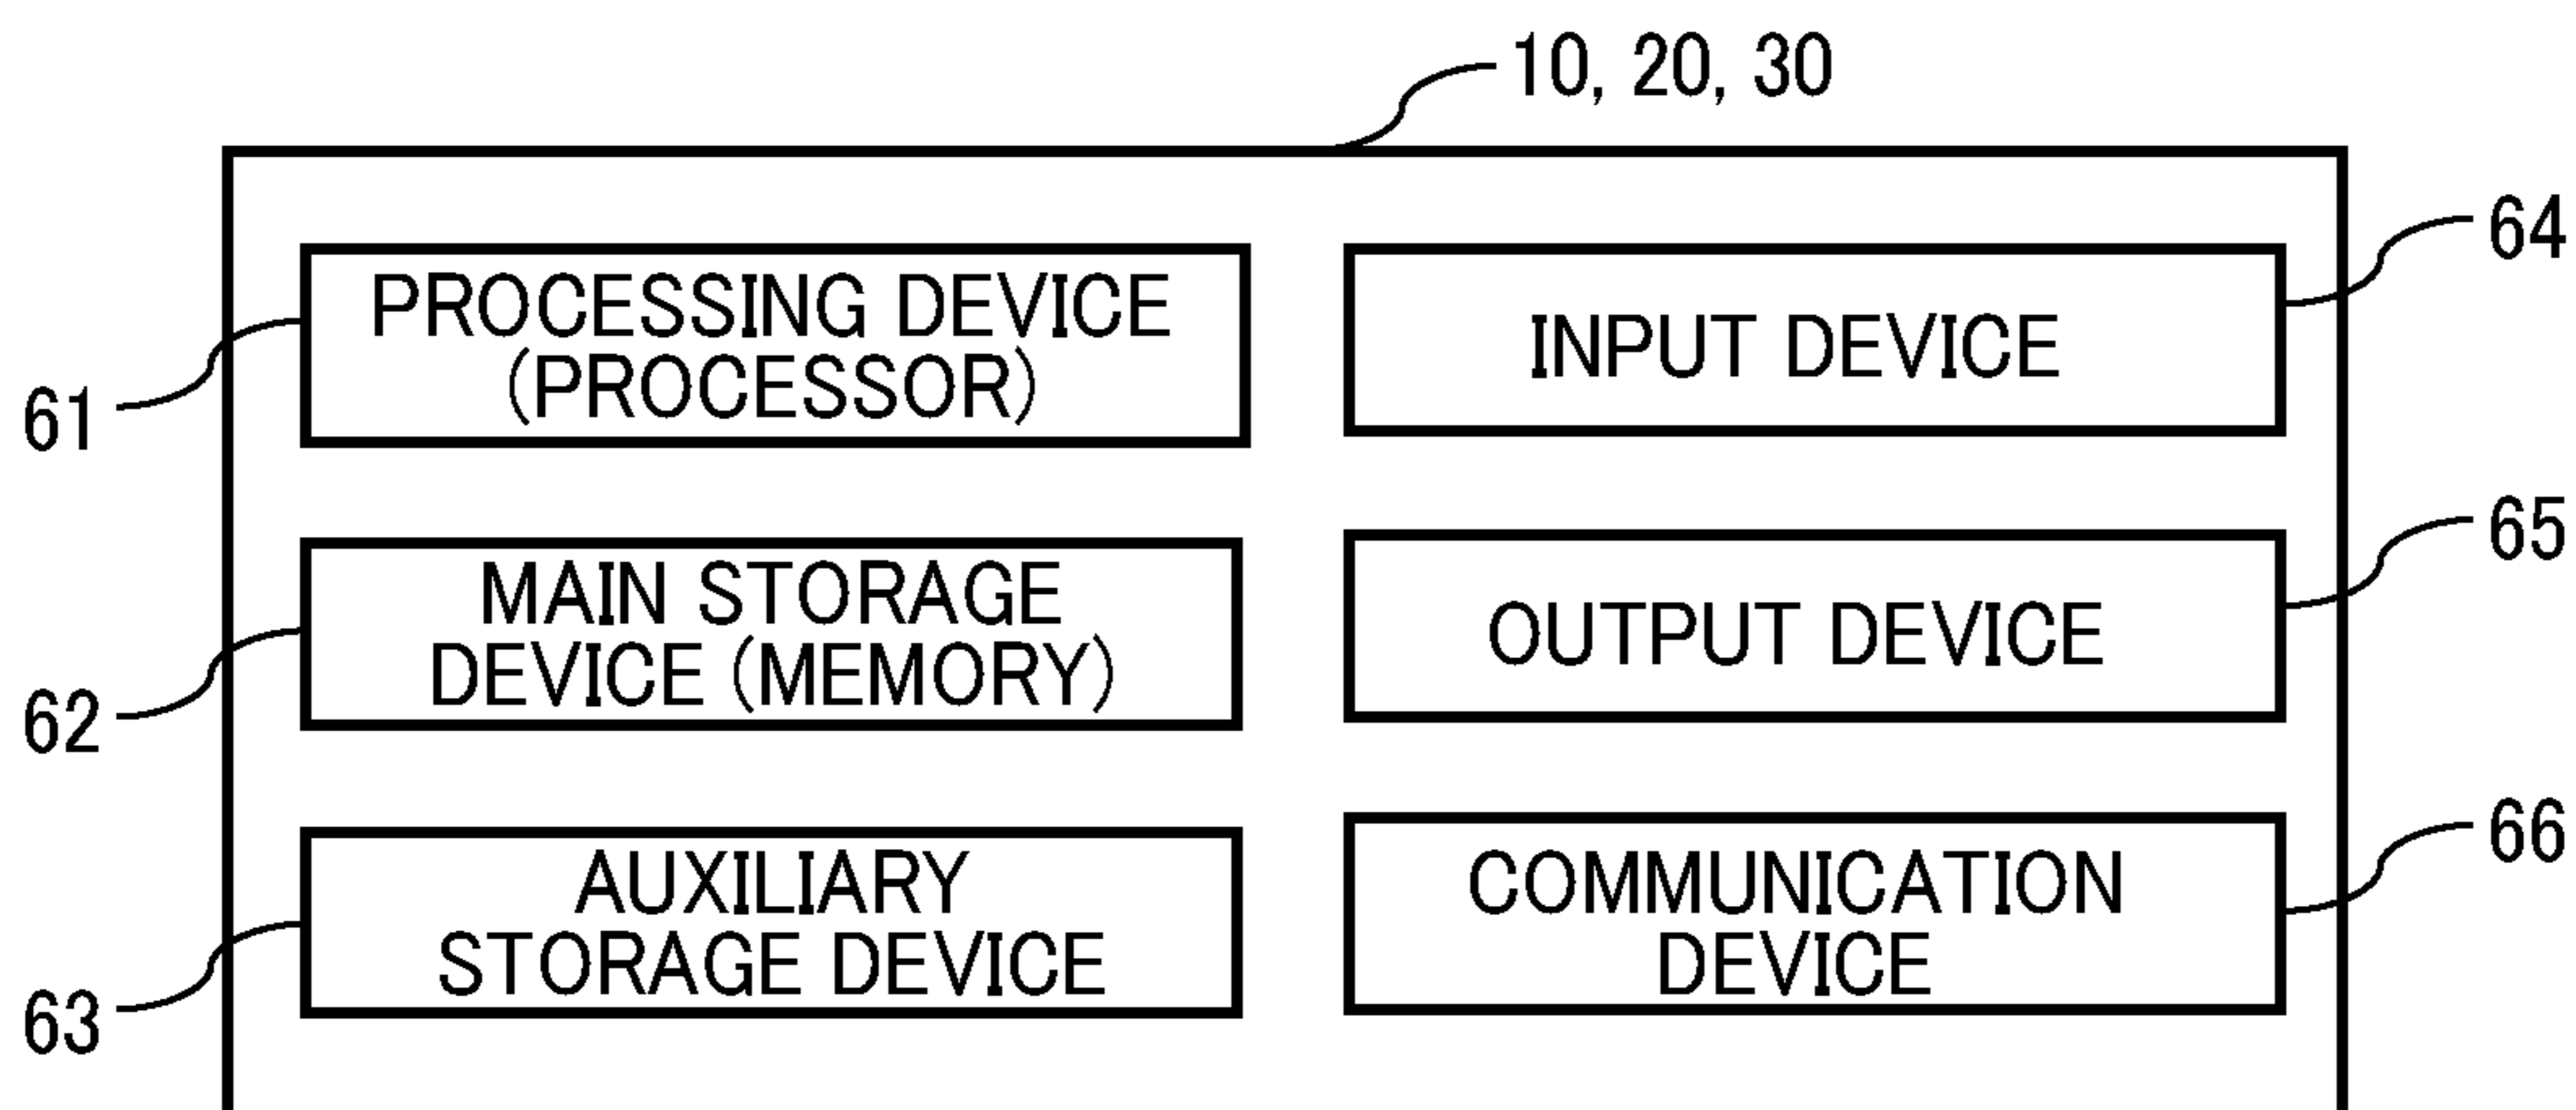 10, 20, 30
61
PROCESSING DEVICE
(PROCESSOR)
INPUT DEVICE
64
62
MAIN STORAGE
DEVICE (MEMORY)
OUTPUT DEVICE
65
63
AUXILIARY
STORAGE DEVICE
COMMUNICATION
DEVICE
66